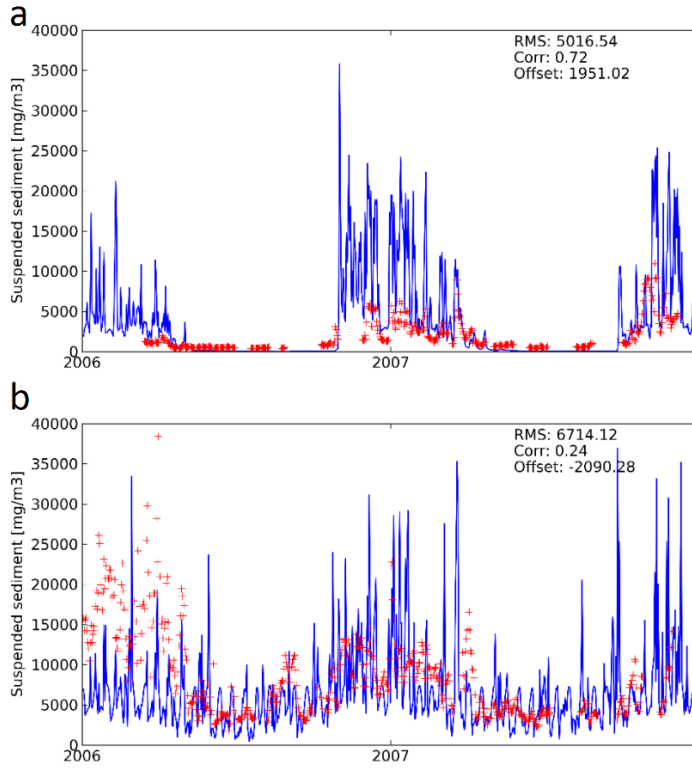 a
40000
35000
30000
25000
20000
15000
10000
5000
0
Suspended sediment [mg/m3]
RMS: 5016.54
Corr: 0.72
Offset: 1951.02
2006
2007
b
40000
35000
30000
25000
20000
15000
10000
5000
0
Suspended sediment [mg/m3]
RMS: 6714.12
Corr: 0.24
Offset: -2090.28
2006
2007